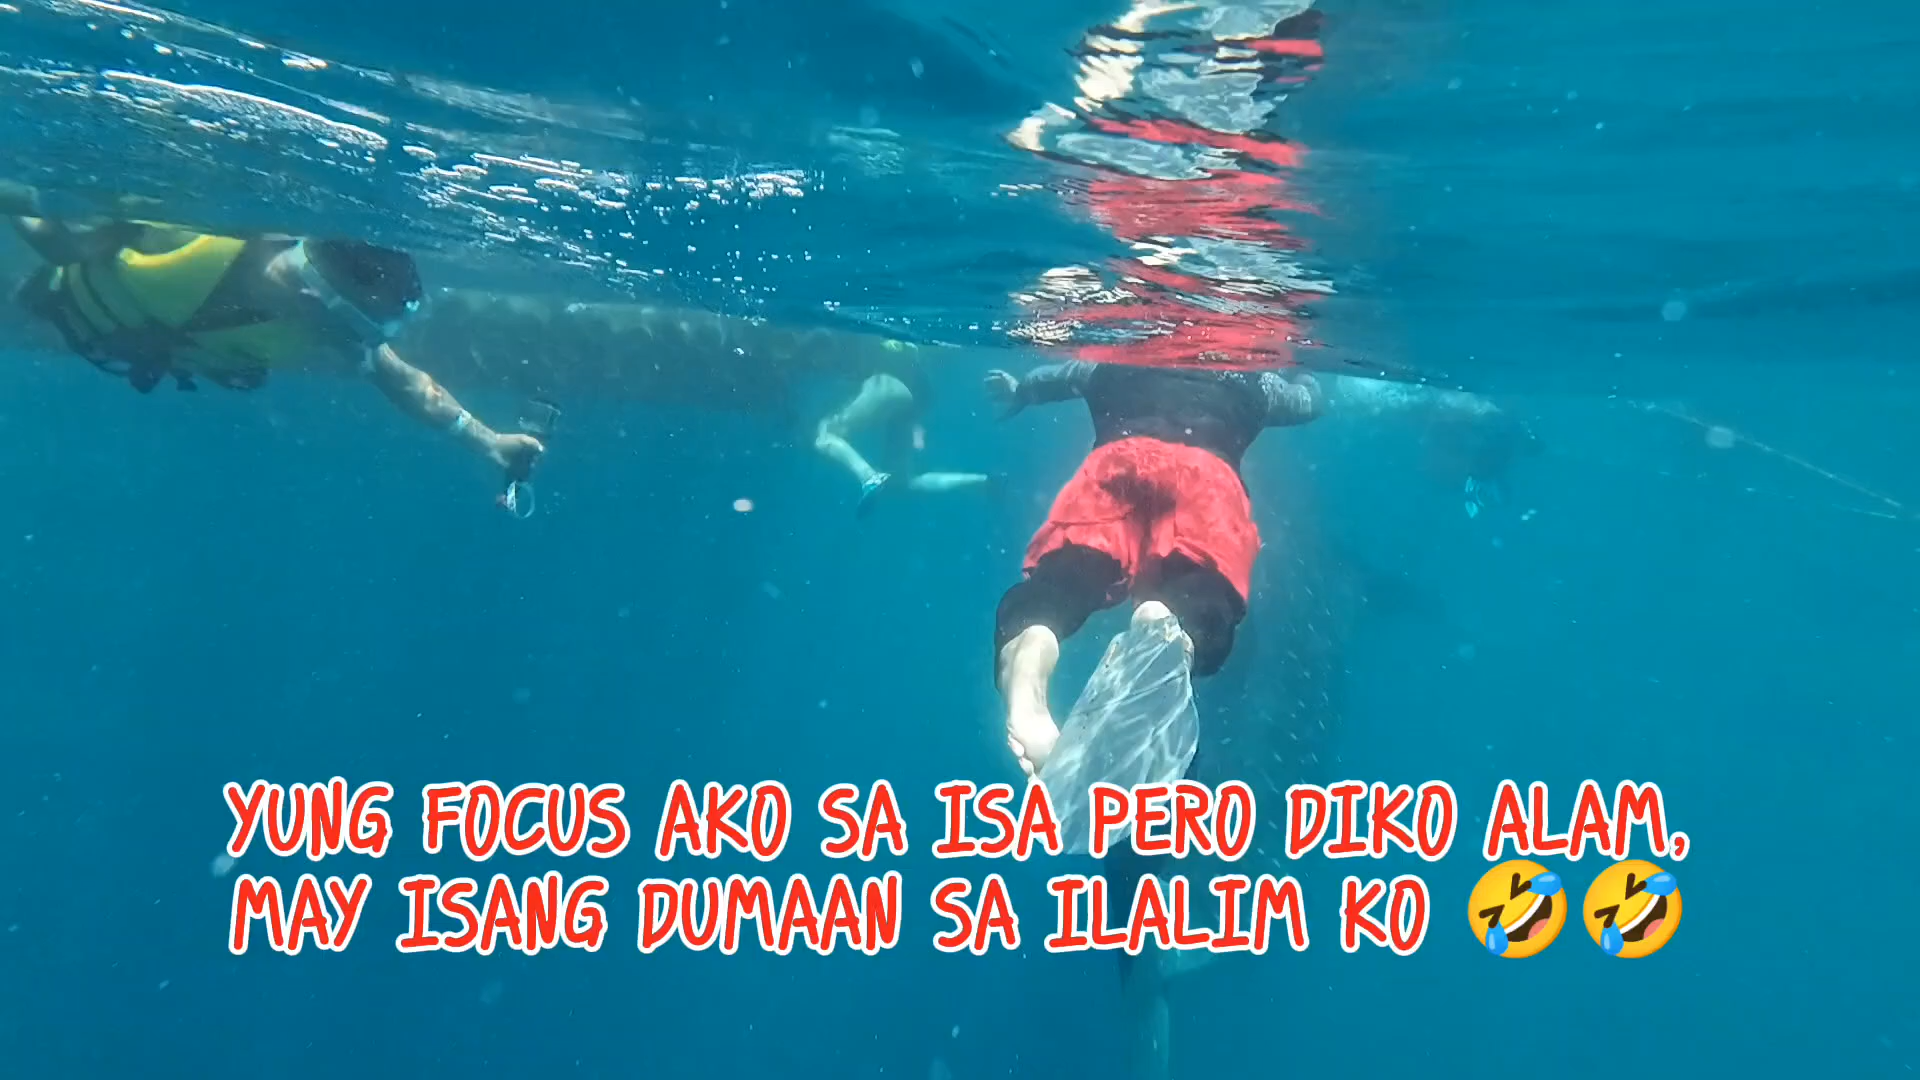 YUNG FOCUS AKO SA ISA PERO DIKO ALAM,
MAY ISANG DUMAAN SA ILALIM KO 🤣🤣